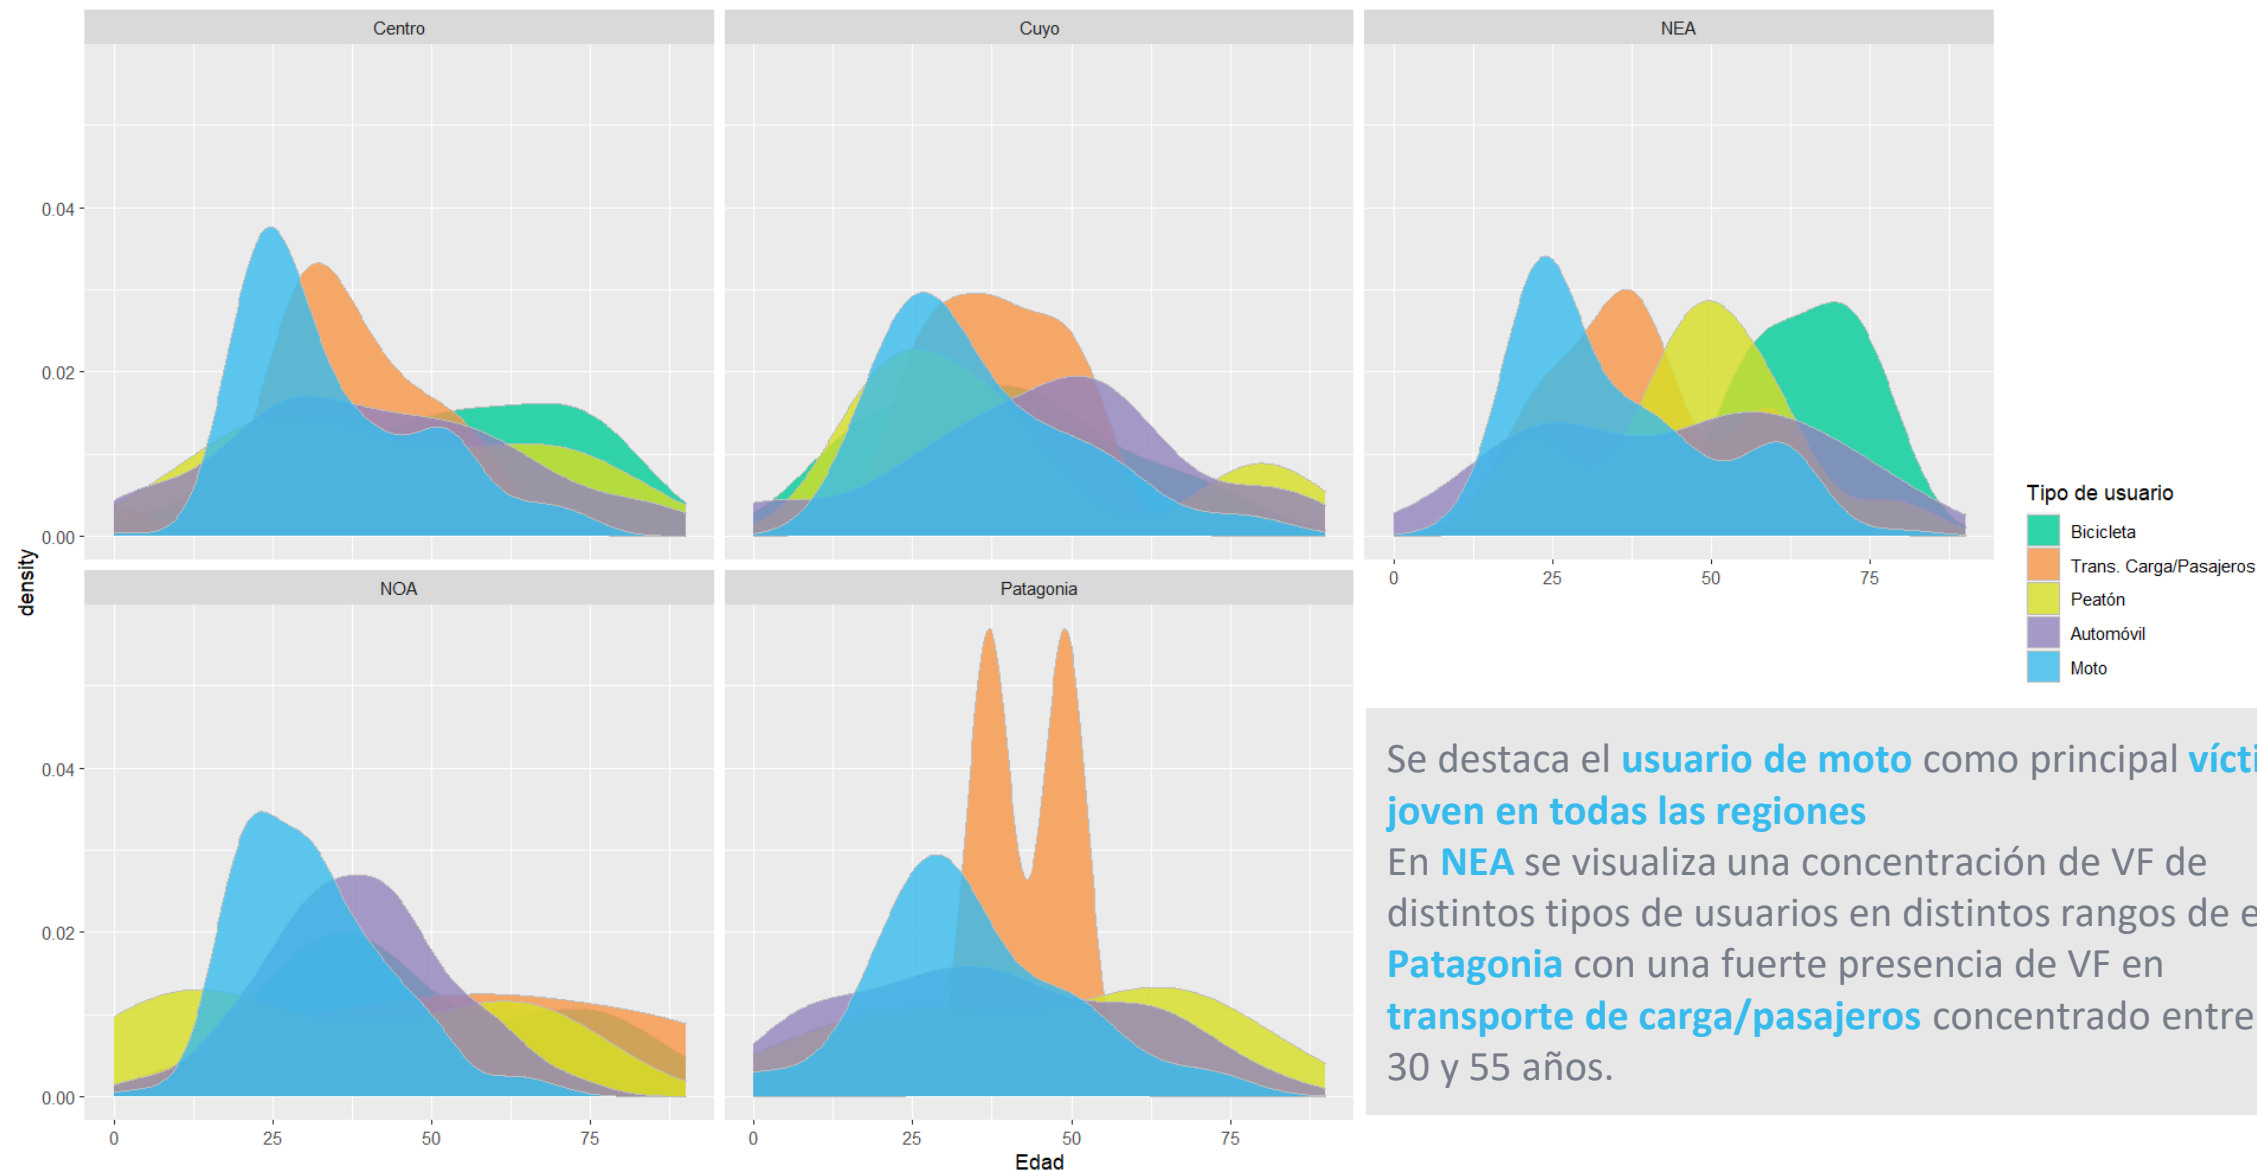 Centro
Cuyo
NEA
0.04
0.02
0.00
0
25
50
75
density
NOA
Patagonia
0.04
0.02
0.00
0
25
50
75
0
25
50
75
Edad
Tipo de usuario
Bicicleta
Trans. Carga/Pasajeros
Peatón
Automóvil
Moto
Se destaca el usuario de moto como principal
joven en todas las regiones
En NEA se visualiza una concentración de VF de
distintos tipos de usuarios en distintos rangos de
Patagonia con una fuerte presencia de VF en
transporte de carga/pasajeros concentrado entre
30 y 55 años.